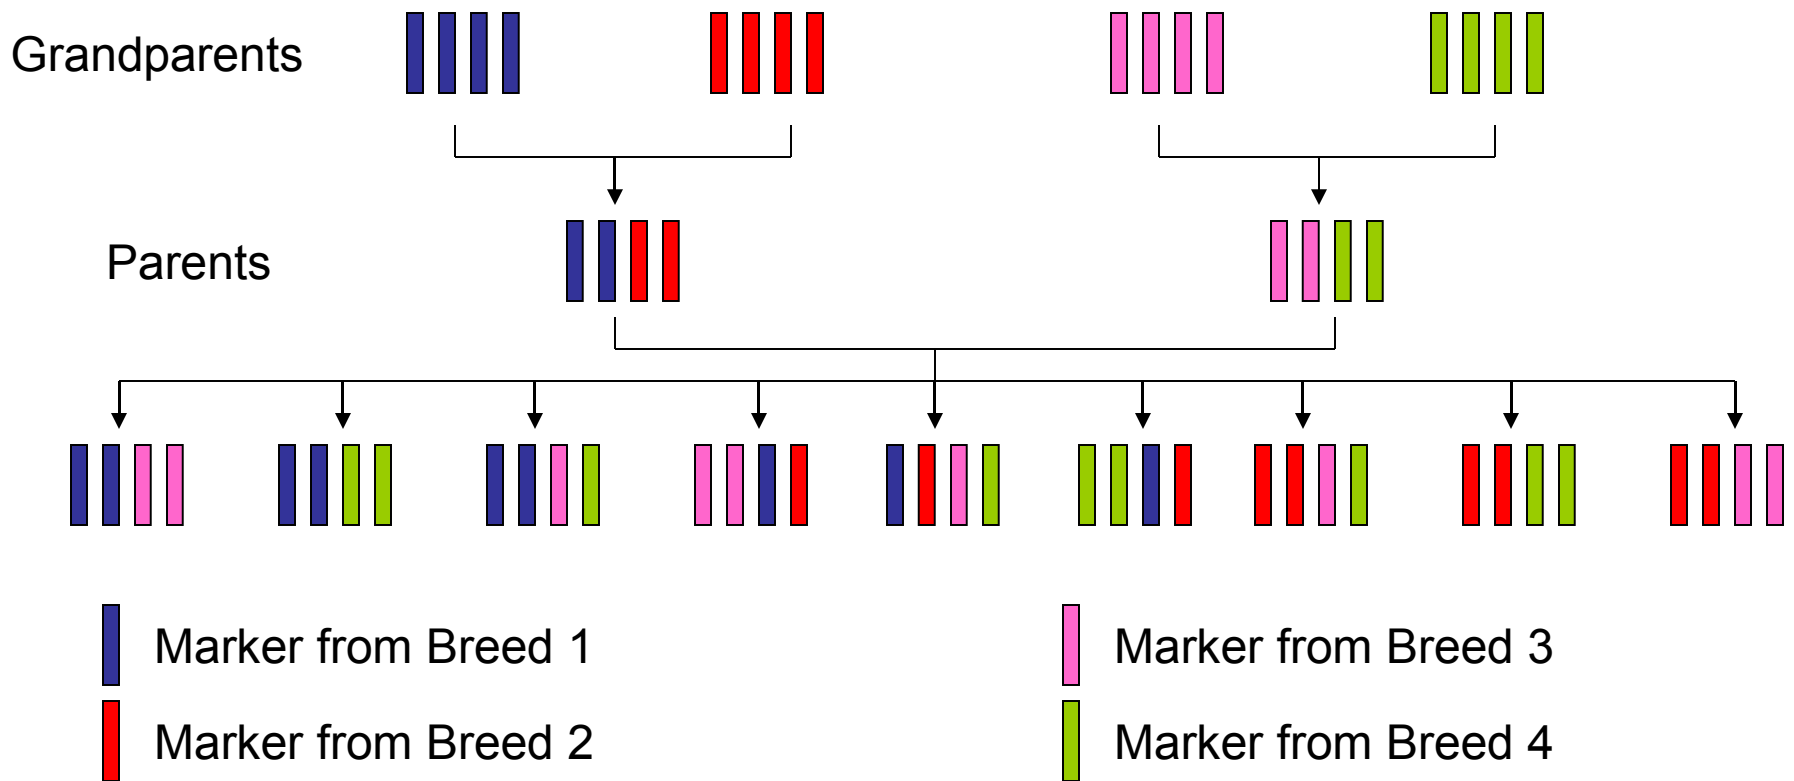 Grandparents
Parents
Marker from Breed 1
Marker from Breed 3
Marker from Breed 2
Marker from Breed 4